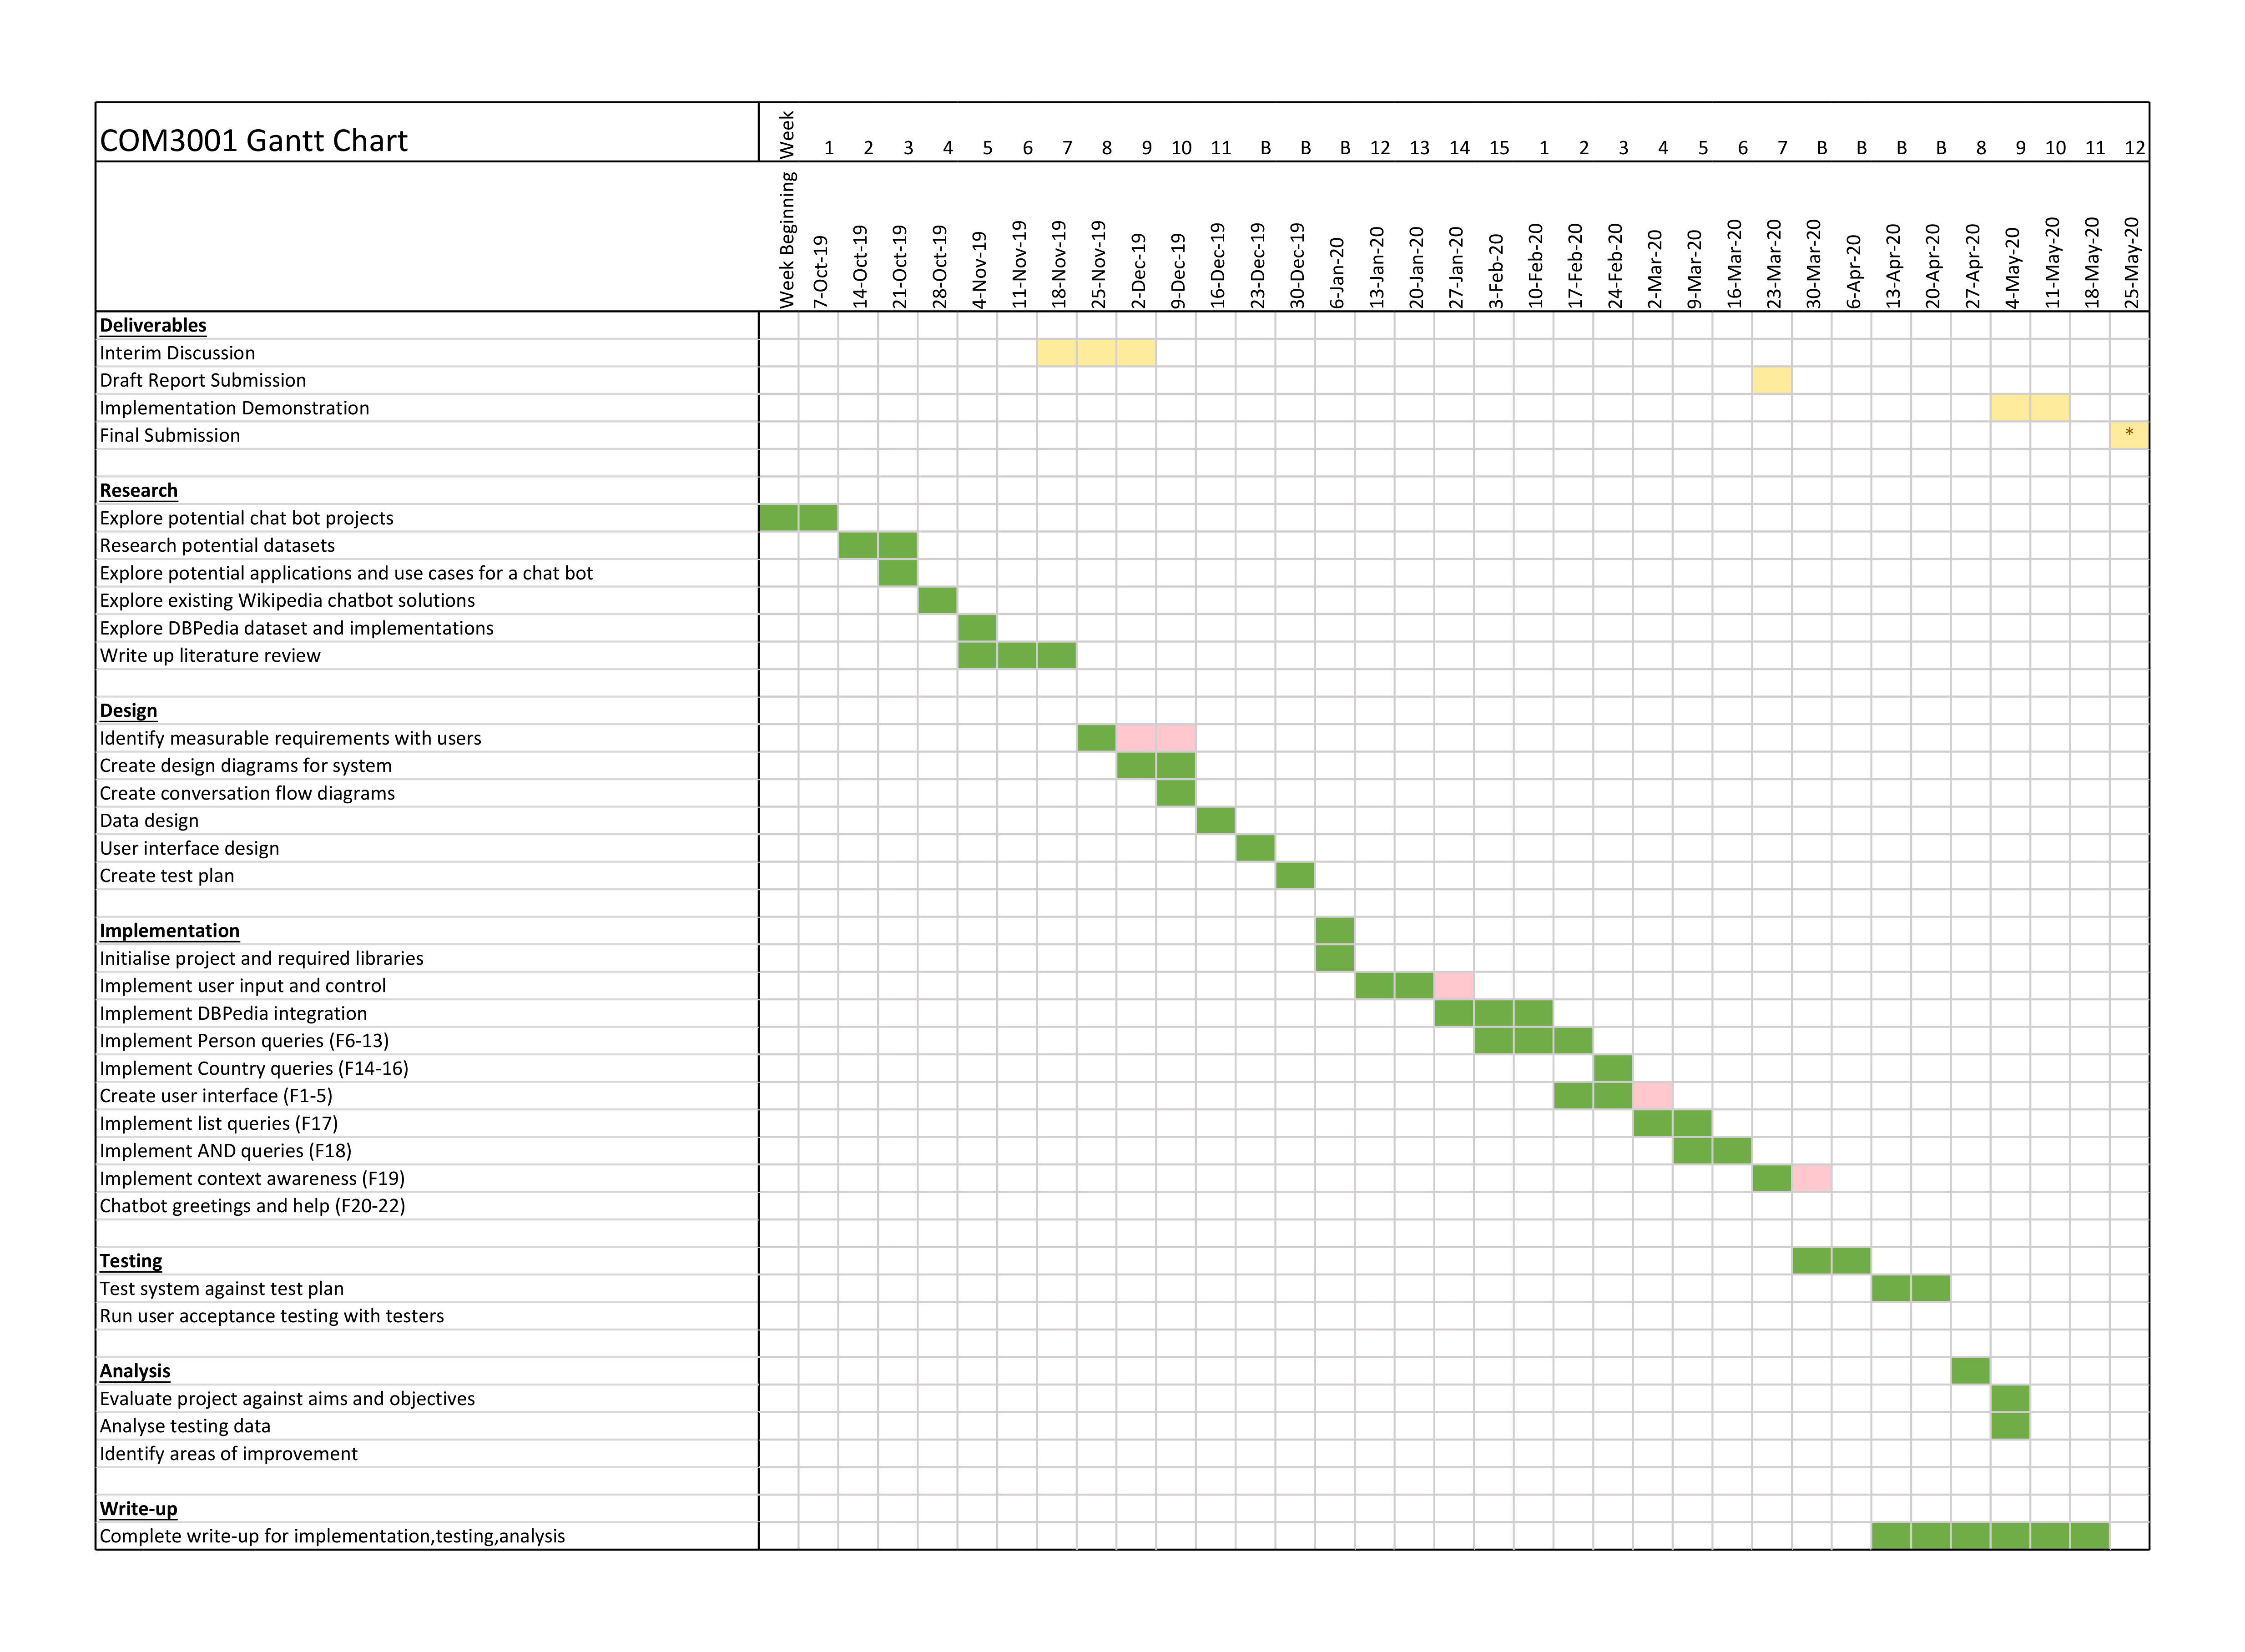 COM3001 Gantt Chart Week 1 2 3 4 5 6 7 8 9 10 11 B B B 12 13 14 15 1 2 3 4 5 6 7 B B B B 8 9 10 11 12
Week Beginning 7-Oct-19 14-Oct-19 21-Oct-19 28-Oct-19 4-Nov-19 11-Nov-19 18-Nov-19 25-Nov-19 2-Dec-19 9-Dec-19 16-Dec-19 23-Dec-19 30-Dec-19 6-Jan-20 13-Jan-20 20-Jan-20 27-Jan-20 3-Feb-20 10-Feb-20 17-Feb-20 24-Feb-20 2-Mar-20 9-Mar-20 16-Mar-20 23-Mar-20 30-Mar-20 6-Apr-20 13-Apr-20 20-Apr-20 27-Apr-20 4-May-20 11-May-20 18-May-20 25-May-20
Deliverables
Interim Discussion
Draft Report Submission
Implementation Demonstration
Final Submission *
Research
Explore potential chat bot projects
Research potential datasets
Explore potential applications and use cases for a chat bot
Explore existing Wikipedia chatbot solutions
Explore DBPedia dataset and implementations
Write up literature review
Design
Identify measurable requirements with users
Create design diagrams for system
Create conversation flow diagrams
Data design
User interface design
Create test plan
Implementation
Initialise project and required libraries
Implement user input and control
Implement DBPedia integration
Implement Person queries (F6-13)
Implement Country queries (F14-16)
Create user interface (F1-5)
Implement list queries (F17)
Implement AND queries (F18)
Implement context awareness (F19)
Chatbot greetings and help (F20-22)
Testing
Test system against test plan
Run user acceptance testing with testers
Analysis
Evaluate project against aims and objectives
Analyse testing data
Identify areas of improvement
Write-up
Complete write-up for implementation,testing,analysis